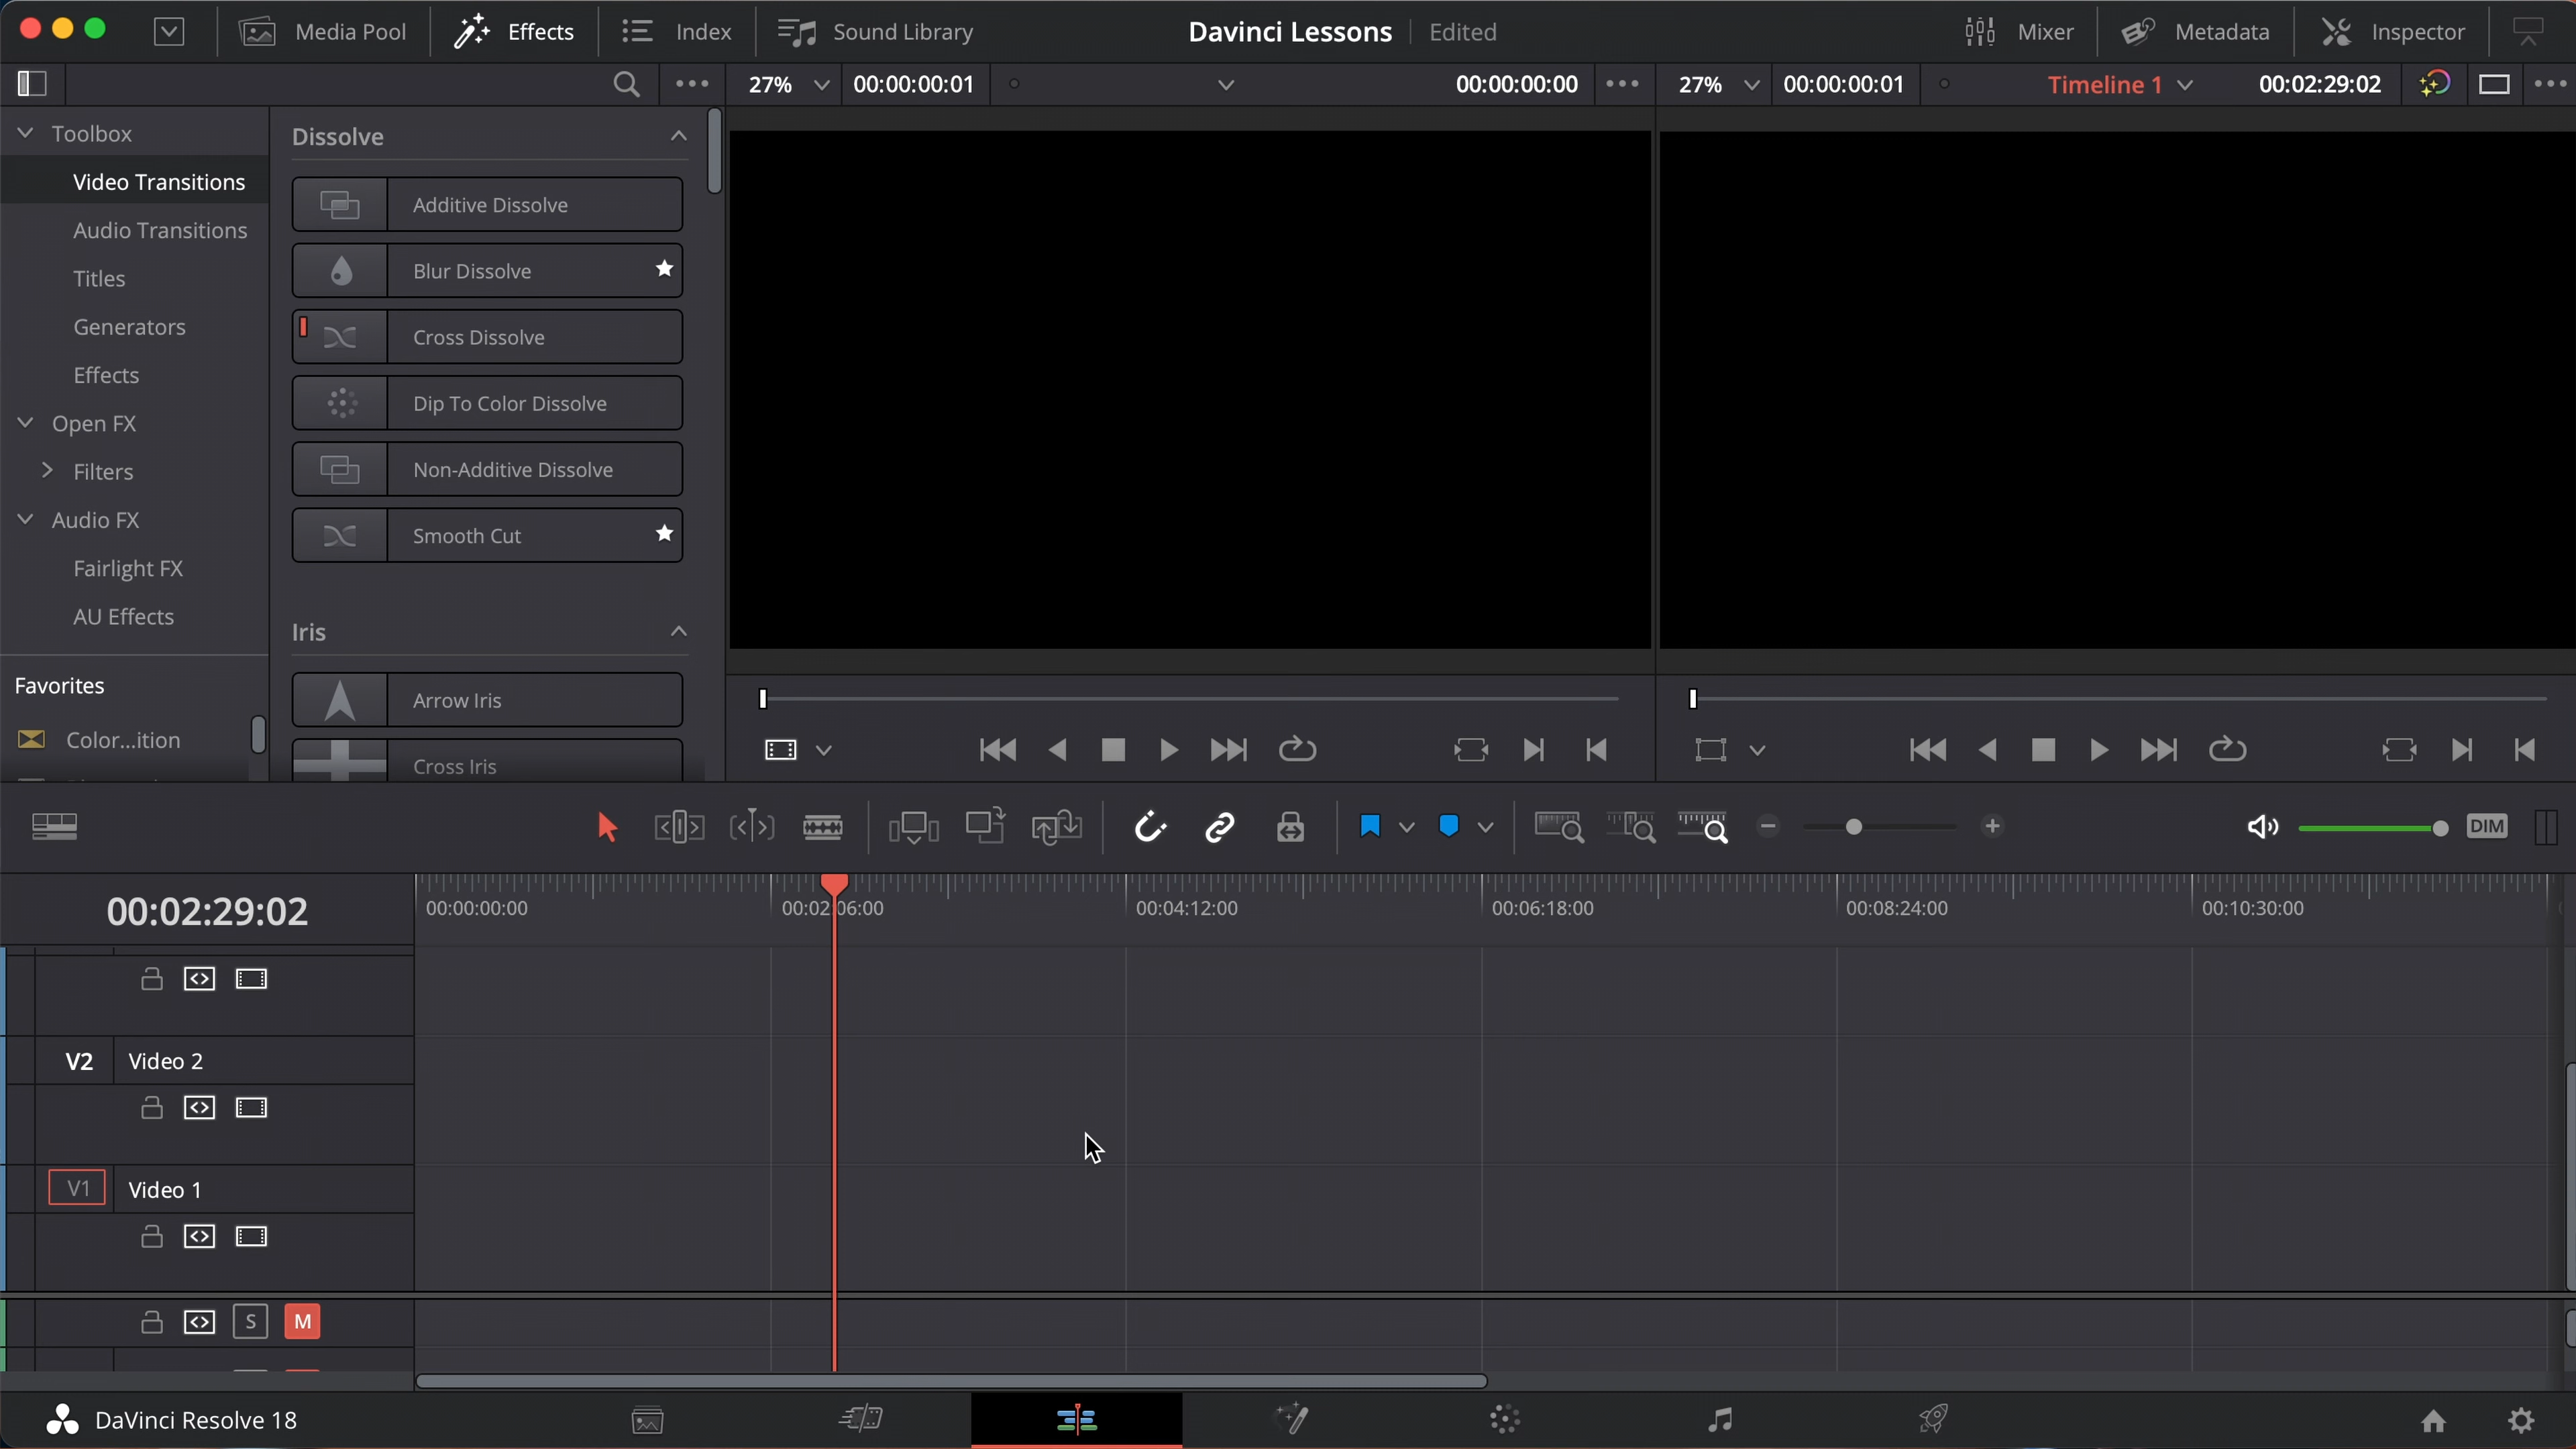 Media Pool
Effects
Index
Sound Library
Davinci Lessons
Edited
Mixer
Metadata
Inspector
27%
00:00:00:01
00:00:00:00
27%
00:00:00:01
Timeline 1
00:02:29:02
Toolbox
Video Transitions
Audio Transitions
Titles
Generators
Effects
Open FX
Filters
Audio FX
Fairlight FX
AU Effects
Favorites
Color...ition
Dissolve
Additive Dissolve
Blur Dissolve
Cross Dissolve
Dip To Color Dissolve
Non-Additive Dissolve
Smooth Cut
Iris
Arrow Iris
Cross Iris
DIM
00:02:29:02
00:00:00:00
00:02:06:00
00:04:12:00
00:06:18:00
00:08:24:00
00:10:30:00
V2
Video 2
V1
Video 1
S
M
DaVinci Resolve 18